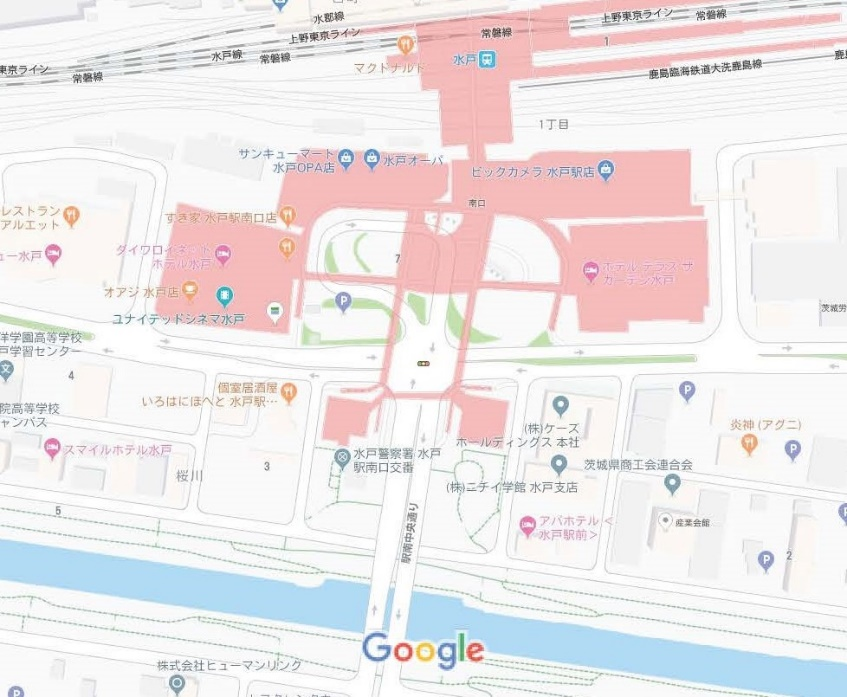 水郡線
上野東京ライン
常磐線
上野東京ライン
常磐線
水戸線
常磐線
東京ライン
常磐線
マクドナルド
水戸
1
鹿島臨海鉄道大洗鹿島線
1丁目
サンキューマート
水戸OPA店
水戸オーパ
ビックカメラ 水戸駅店
南口
レストラン
アルエット
すき家 水戸駅南口店
ダイワロイネット
ホテル水戸
ュー水戸
7
ホテル テラス ザ
ガーデン水戸
オアジ 水戸店
ユナイテッドシネマ水戸
P
茨城労
洋学園高等学校
戸学習センター
4
個室居酒屋
いろはにほへと 水戸駅…
院高等学校
キャンパス
スマイルホテル水戸
桜川
3
水戸警察署 水戸
駅南口交番
(株)ケーズ
ホールディングス 本社
(株)ニチイ学館 水戸支店
P
炎神 (アグニ)
P
茨城県商工会連合会
産業会館
アパホテル <
水戸駅前>
5
駅南中央通り
P
P
2
Google
株式会社ヒューマンリンク
P